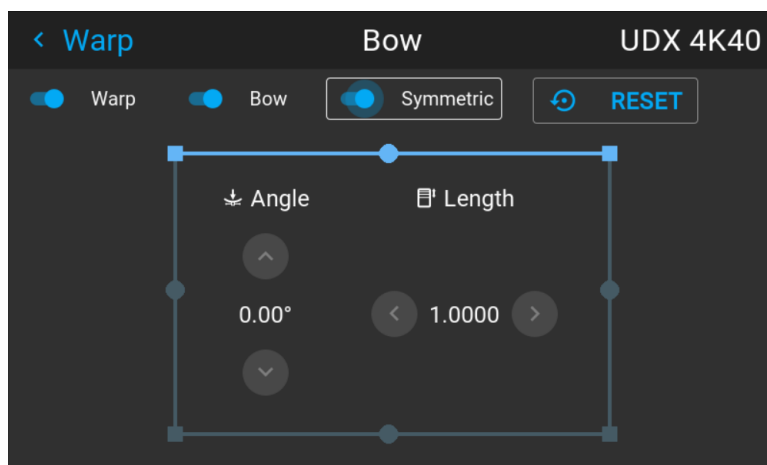 Warp Bow UDX 4K40
Warp Bow Symmetric RESET
Angle Length
0.00° 1.0000